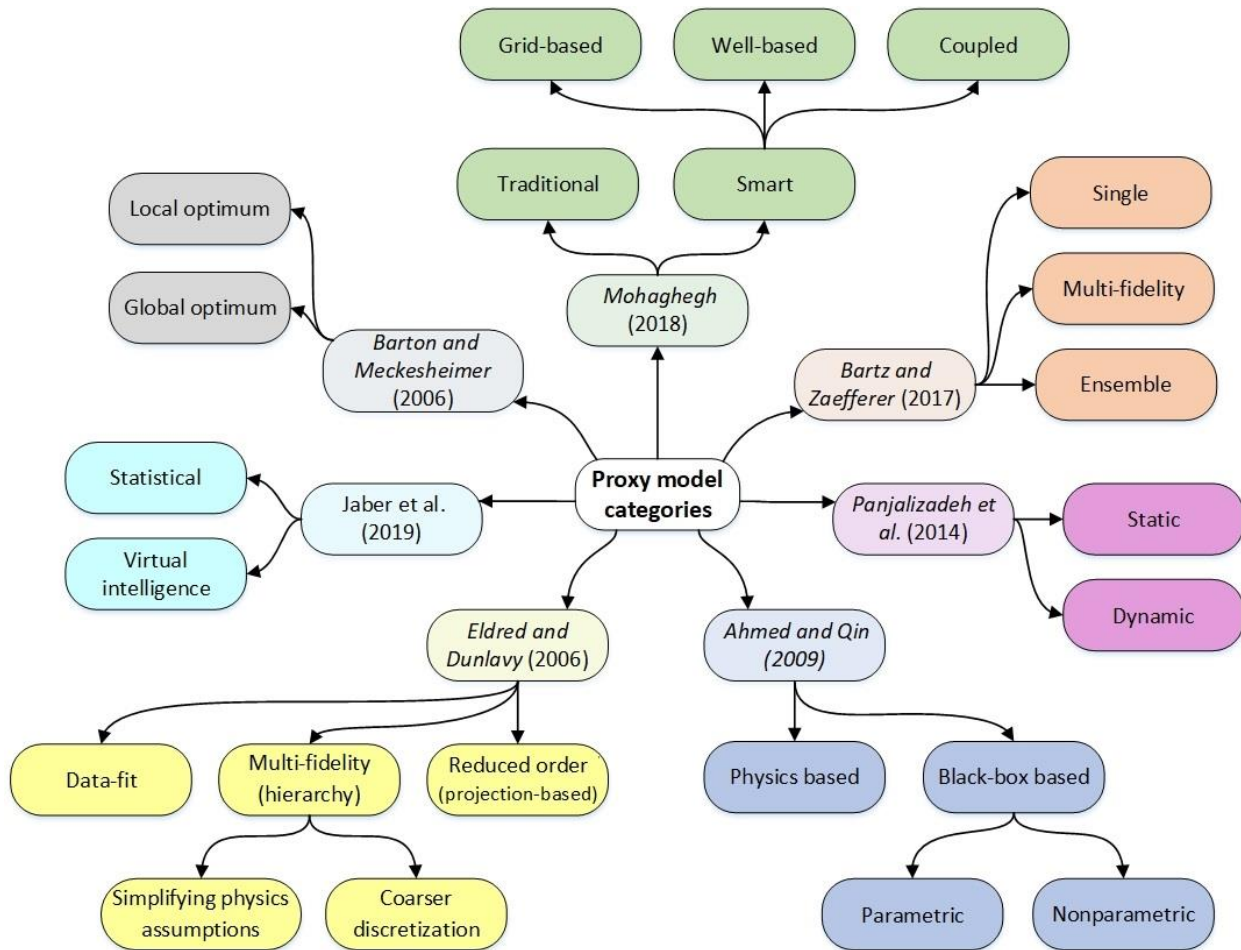 Grid-based
Well-based
Coupled
Traditional
Smart
Mohaghegh
(2018)
Local optimum
Global optimum
Barton and
Meckesheimer
(2006)
Single
Multi-fidelity
Ensemble
Bartz and
Zaefferer (2017)
Proxy model
categories
Statistical
Virtual
intelligence
Jaber et al.
(2019)
Panjalizadeh et
al. (2014)
Static
Dynamic
Eldred and
Dunlavy (2006)
Data-fit
Multi-fidelity
(hierarchy)
Reduced order
(projection-based)
Simplifying physics
assumptions
Coarser
discretization
Ahmed and Qin
(2009)
Physics based
Black-box based
Parametric
Nonparametric